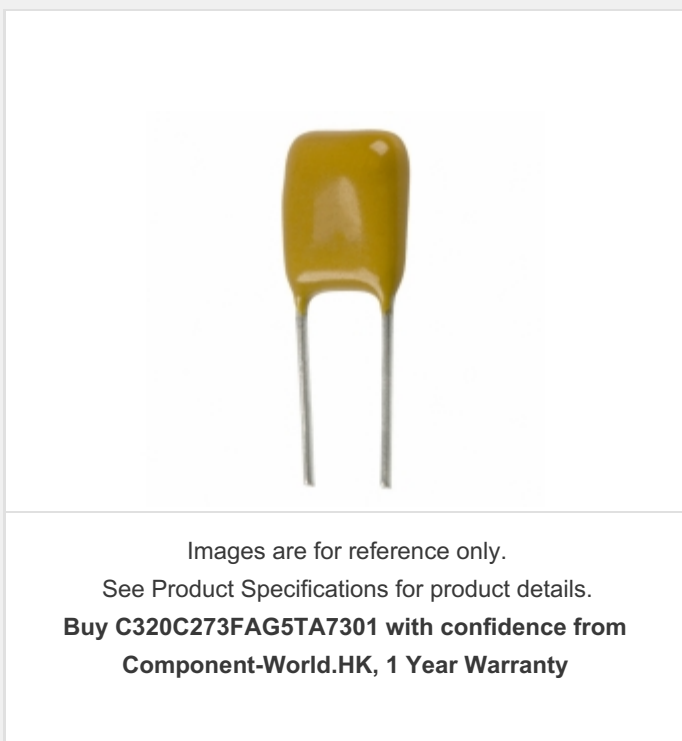 Images are for reference only.
See Product Specifications for product details.
Buy C320C273FAG5TA7301 with confidence from
Component-World.HK, 1 Year Warranty